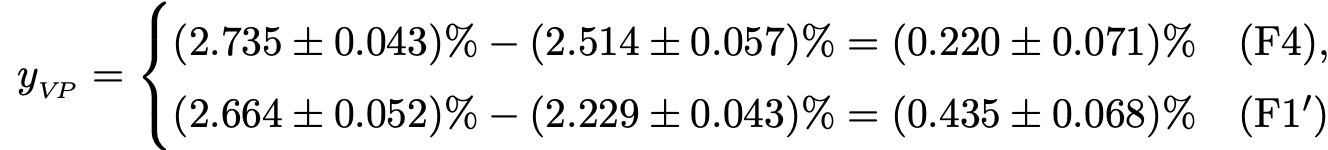 (2.735 ± 0.043)% − (2.514 ± 0.057)% = (0.220 ± 0.071)% (F4),
y_VP = {
(2.664 ± 0.052)% − (2.229 ± 0.043)% = (0.435 ± 0.068)% (F1′)